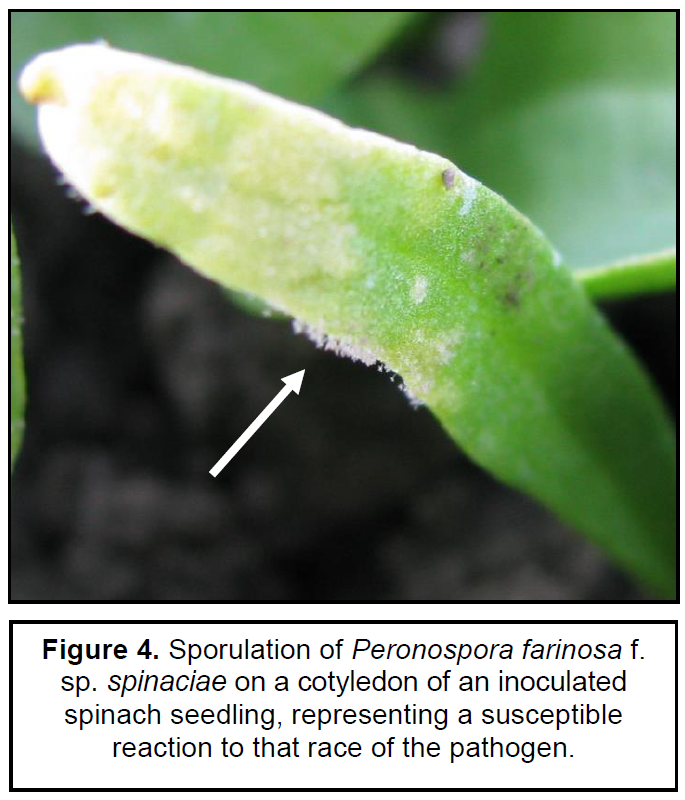 Figure 4. Sporulation of Peronospora farinosa f.
sp. spinaciae on a cotyledon of an inoculated
spinach seedling, representing a susceptible
reaction to that race of the pathogen.